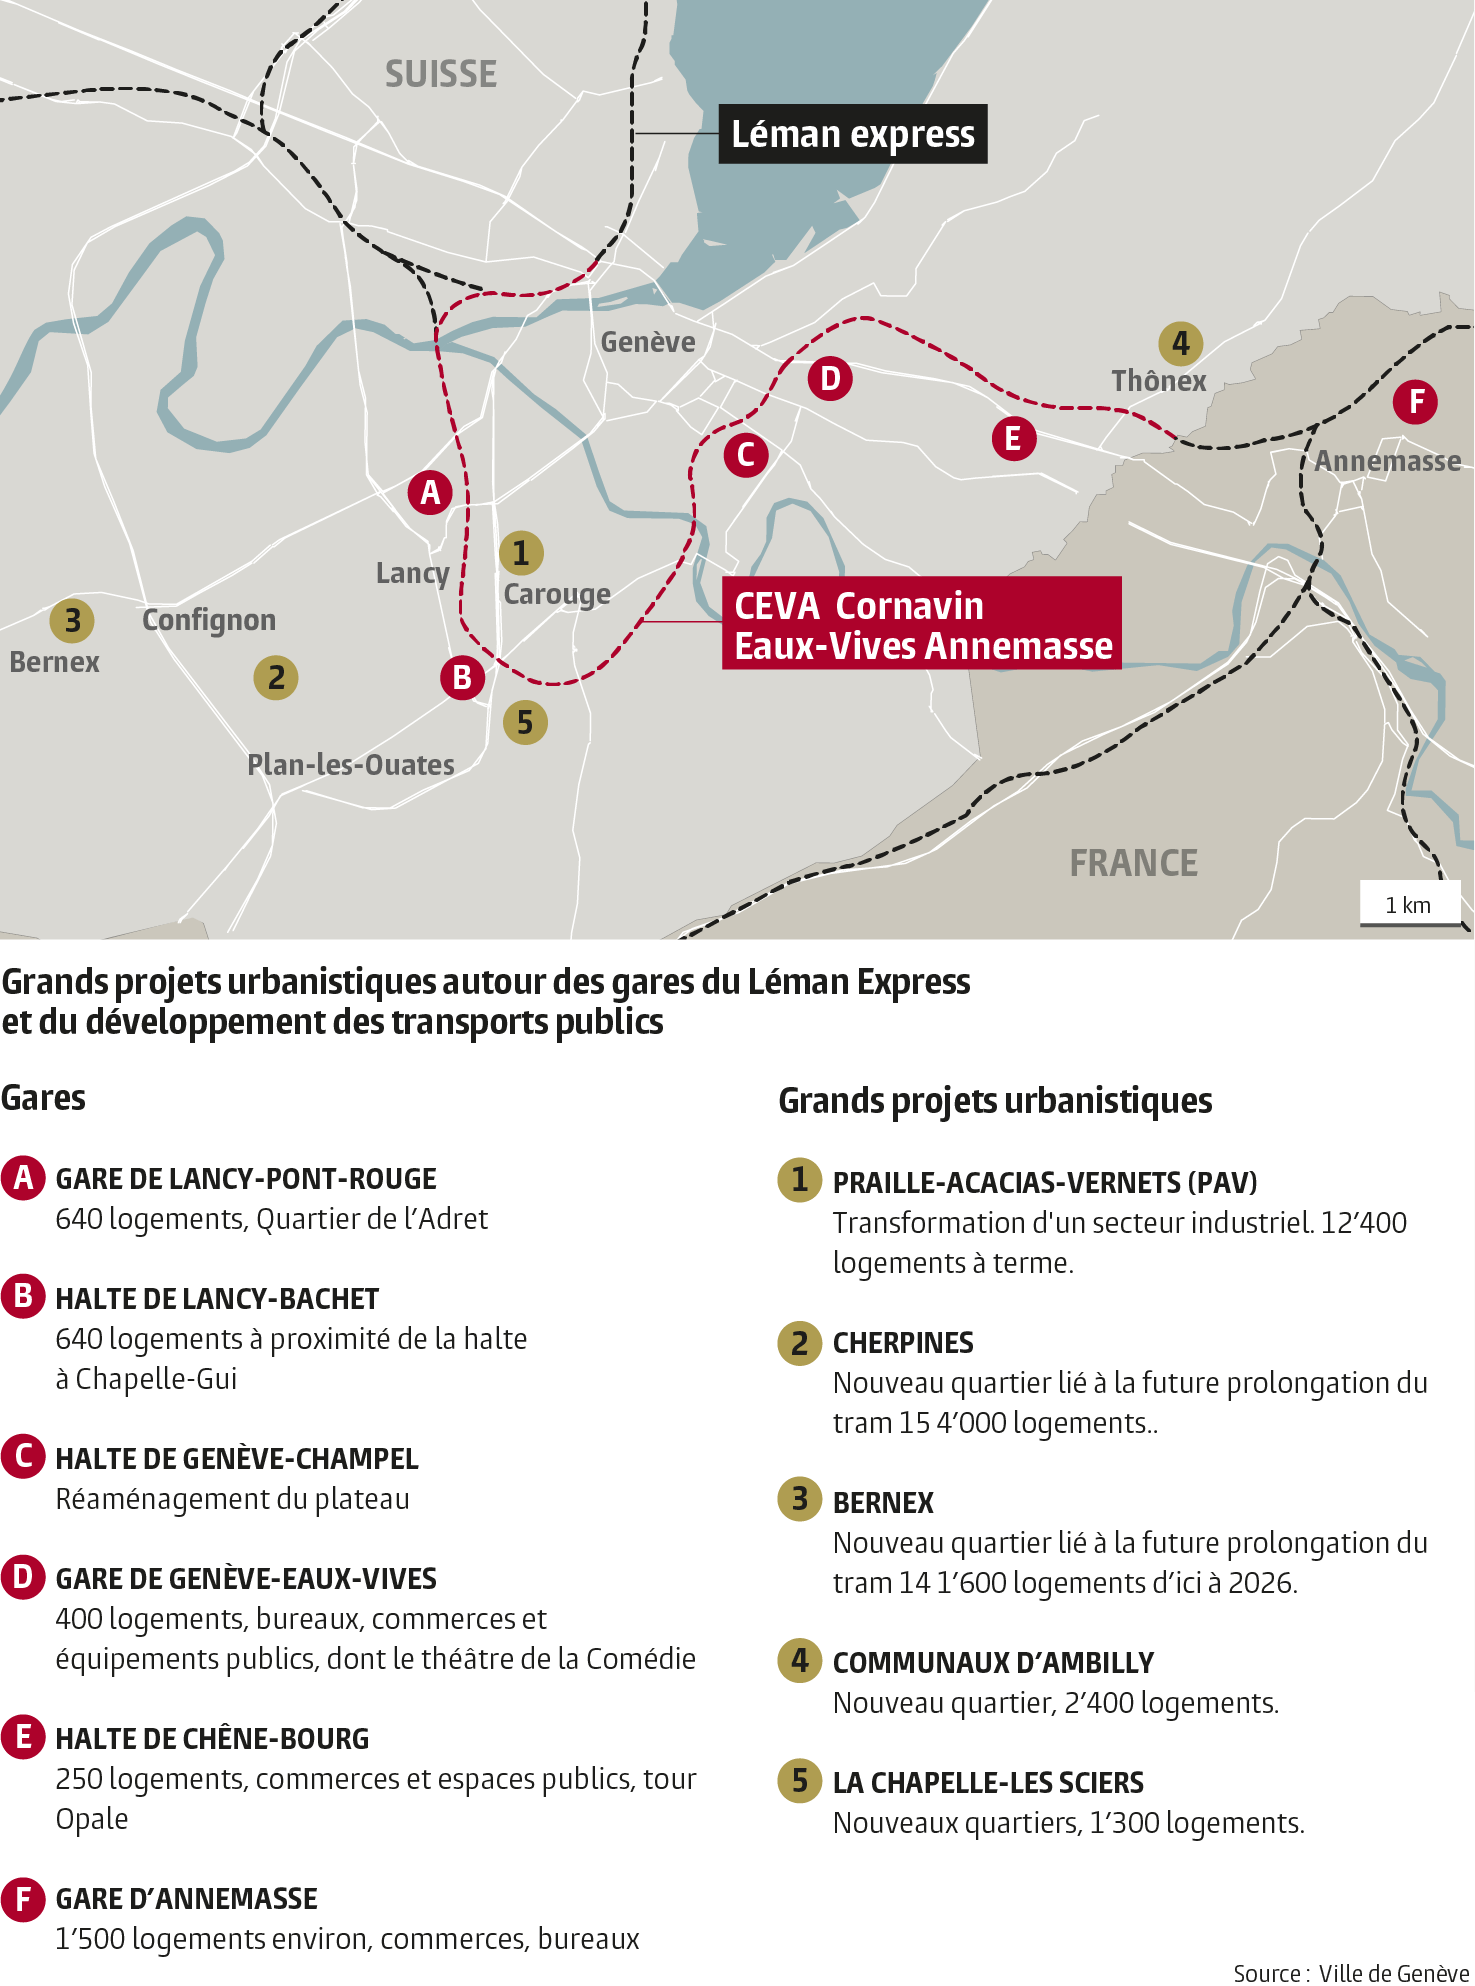 SUISSE
Léman express
Genève
4
Thônex
D
F
E
Annemasse
C
A
1
Lancy
Carouge
CEVA Cornavin
Eaux-Vives Annemasse
3
Confignon
Bernex
2
B
5
Plan-les-Ouates
FRANCE
1 km
Grands projets urbanistiques autour des gares du Léman Express
et du développement des transports publics
Gares
A GARE DE LANCY-PONT-ROUGE
640 logements, Quartier de l’Adret
B HALTE DE LANCY-BACHET
640 logements à proximité de la halte
à Chapelle-Gui
C HALTE DE GENÈVE-CHAMPEL
Réaménagement du plateau
D GARE DE GENÈVE-EAUX-VIVES
400 logements, bureaux, commerces et
équipements publics, dont le théâtre de la Comédie
E HALTE DE CHÊNE-BOURG
250 logements, commerces et espaces publics, tour
Opale
F GARE D’ANNEMASSE
1’500 logements environ, commerces, bureaux
Grands projets urbanistiques
1 PRAILLE-ACACIAS-VERNETS (PAV)
Transformation d'un secteur industriel. 12’400
logements à terme.
2 CHERPINES
Nouveau quartier lié à la future prolongation du
tram 15 4’000 logements..
3 BERNEX
Nouveau quartier lié à la future prolongation du
tram 14 1’600 logements d’ici à 2026.
4 COMMUNAUX D’AMBILLY
Nouveau quartier, 2’400 logements.
5 LA CHAPELLE-LES SCIERS
Nouveaux quartiers, 1’300 logements.
Source : Ville de Genève